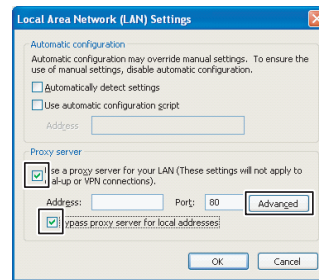 Local Area Network (LAN) Settings
Automatic configuration
Automatic configuration may override manual settings. To ensure the
use of manual settings, disable automatic configuration.
Automatically detect settings
Use automatic configuration script
Address
Proxy server
se a proxy server for your LAN (These settings will not apply to
al-up or VPN connections).
Address:
Port:
80
Advanced
ypass proxy server for local addresses
OK
Cancel